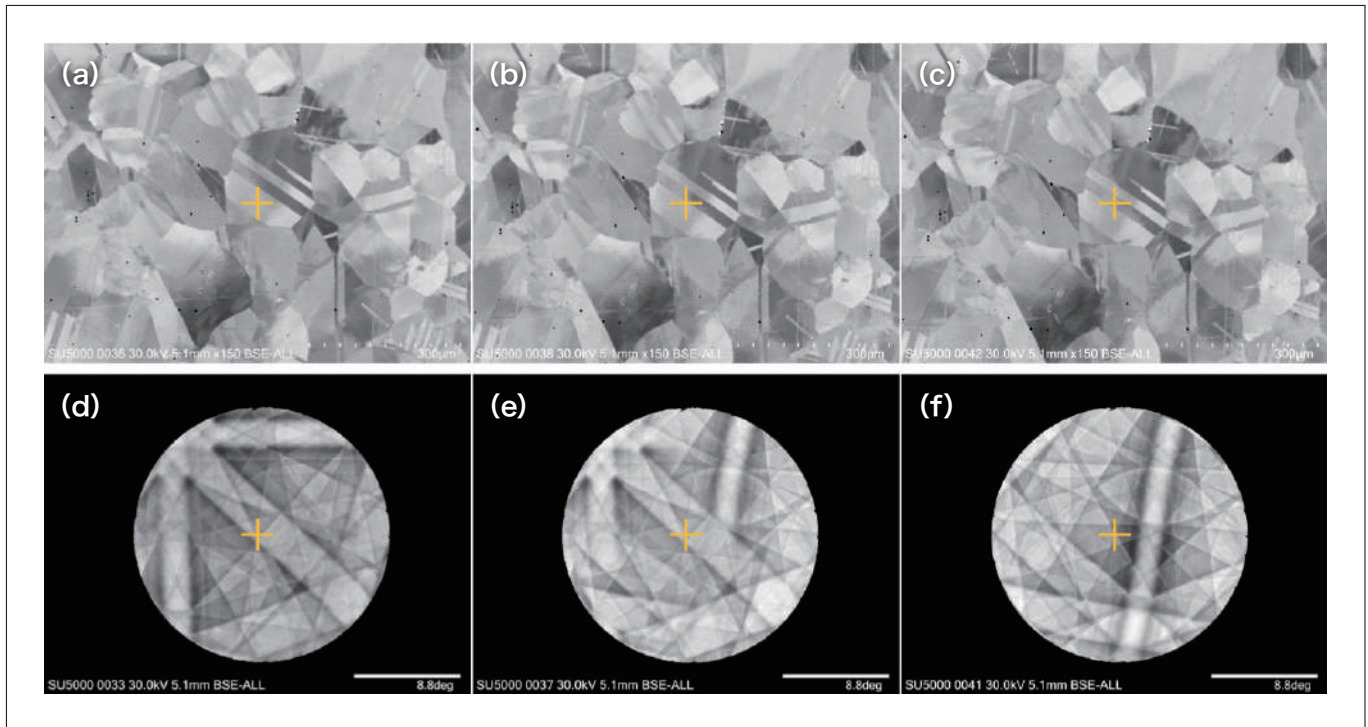 (a)
(b)
(c)
SU5000 0035 30.0kV 5.1mm x150 BSE-ALL 300μm
SU5000 0038 30.0kV 5.1mm x150 BSE-ALL 300μm
SU5000 0042 30.0kV 5.1mm x150 BSE-ALL 300μm
(d)
(e)
(f)
SU5000 0033 30.0kV 5.1mm BSE-ALL 8.8deg
SU5000 0037 30.0kV 5.1mm BSE-ALL 8.8deg
SU5000 0041 30.0kV 5.1mm BSE-ALL 8.8deg